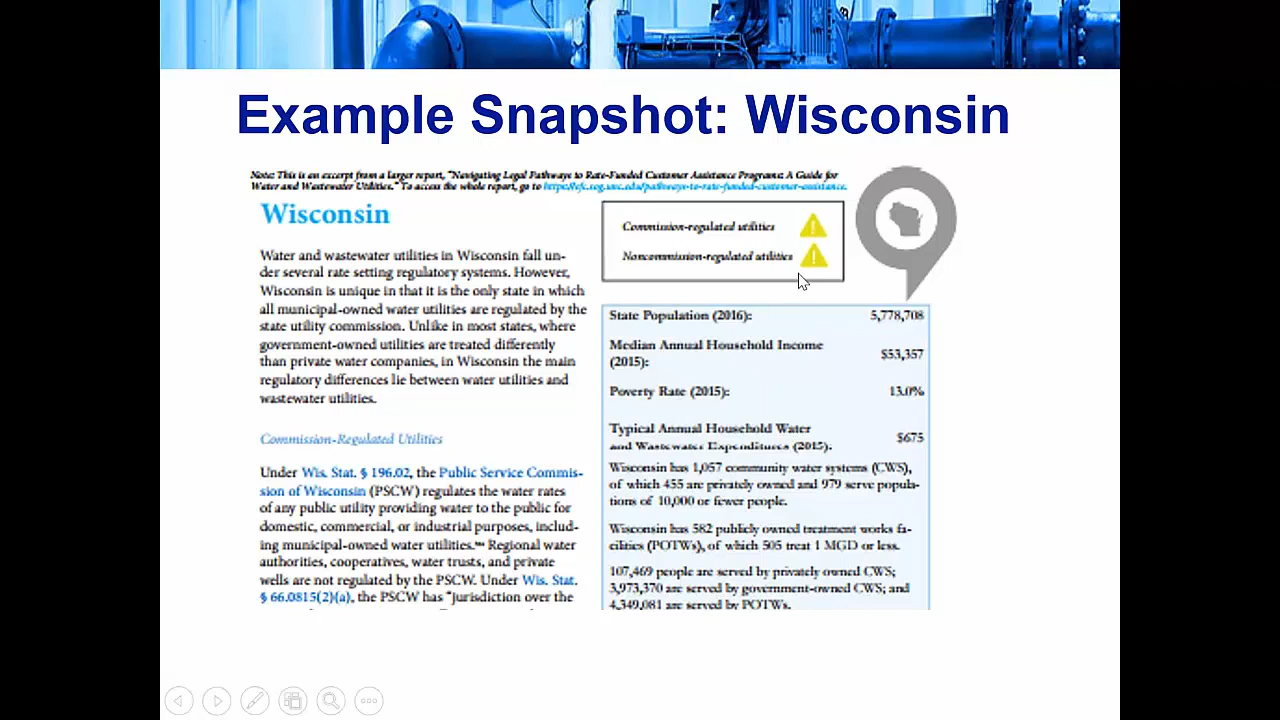 Example Snapshot: Wisconsin
Note: This is an excerpt from a larger report, "Navigating Legal Pathways to Rate-Funded Customer Assistance Programs: A Guide for
Water and Wastewater Utilities." To access the whole report, go to https://efc.sog.unc.edu/pathways-to-rate-funded-customer-assistance.
Wisconsin
Water and wastewater utilities in Wisconsin fall un-
der several rate setting regulatory systems. However,
Wisconsin is unique in that it is the only state in which
all municipal-owned water utilities are regulated by the
state utility commission. Unlike in most states, where
government-owned utilities are treated differently
than private water companies, in Wisconsin the main
regulatory differences lie between water utilities and
wastewater utilities.
Commission-Regulated Utilities
Under Wis. Stat. § 196.02, the Public Service Commis-
sion of Wisconsin (PSCW) regulates the water rates
of any public utility providing water to the public for
domestic, commercial, or industrial purposes, includ-
ing municipal-owned water utilities. Regional water
authorities, cooperatives, water trusts, and private
wells are not regulated by the PSCW. Under Wis. Stat.
§ 66.0815(2)(a), the PSCW has "jurisdiction over the
Commission-regulated utilities
Noncommission-regulated utilities
State Population (2016): 5,778,708
Median Annual Household Income
(2015): $53,357
Poverty Rate (2015): 13.0%
Typical Annual Household Water
and Wastewater Expenditures (2015): $675
Wisconsin has 1,057 community water systems (CWS),
of which 455 are privately owned and 979 serve popula-
tions of 10,000 or fewer people.
Wisconsin has 582 publicly owned treatment works fa-
cilities (POTWs), of which 505 treat 1 MGD or less.
107,469 people are served by privately owned CWS;
3,973,370 are served by government-owned CWS; and
4,349,081 are served by POTWs.